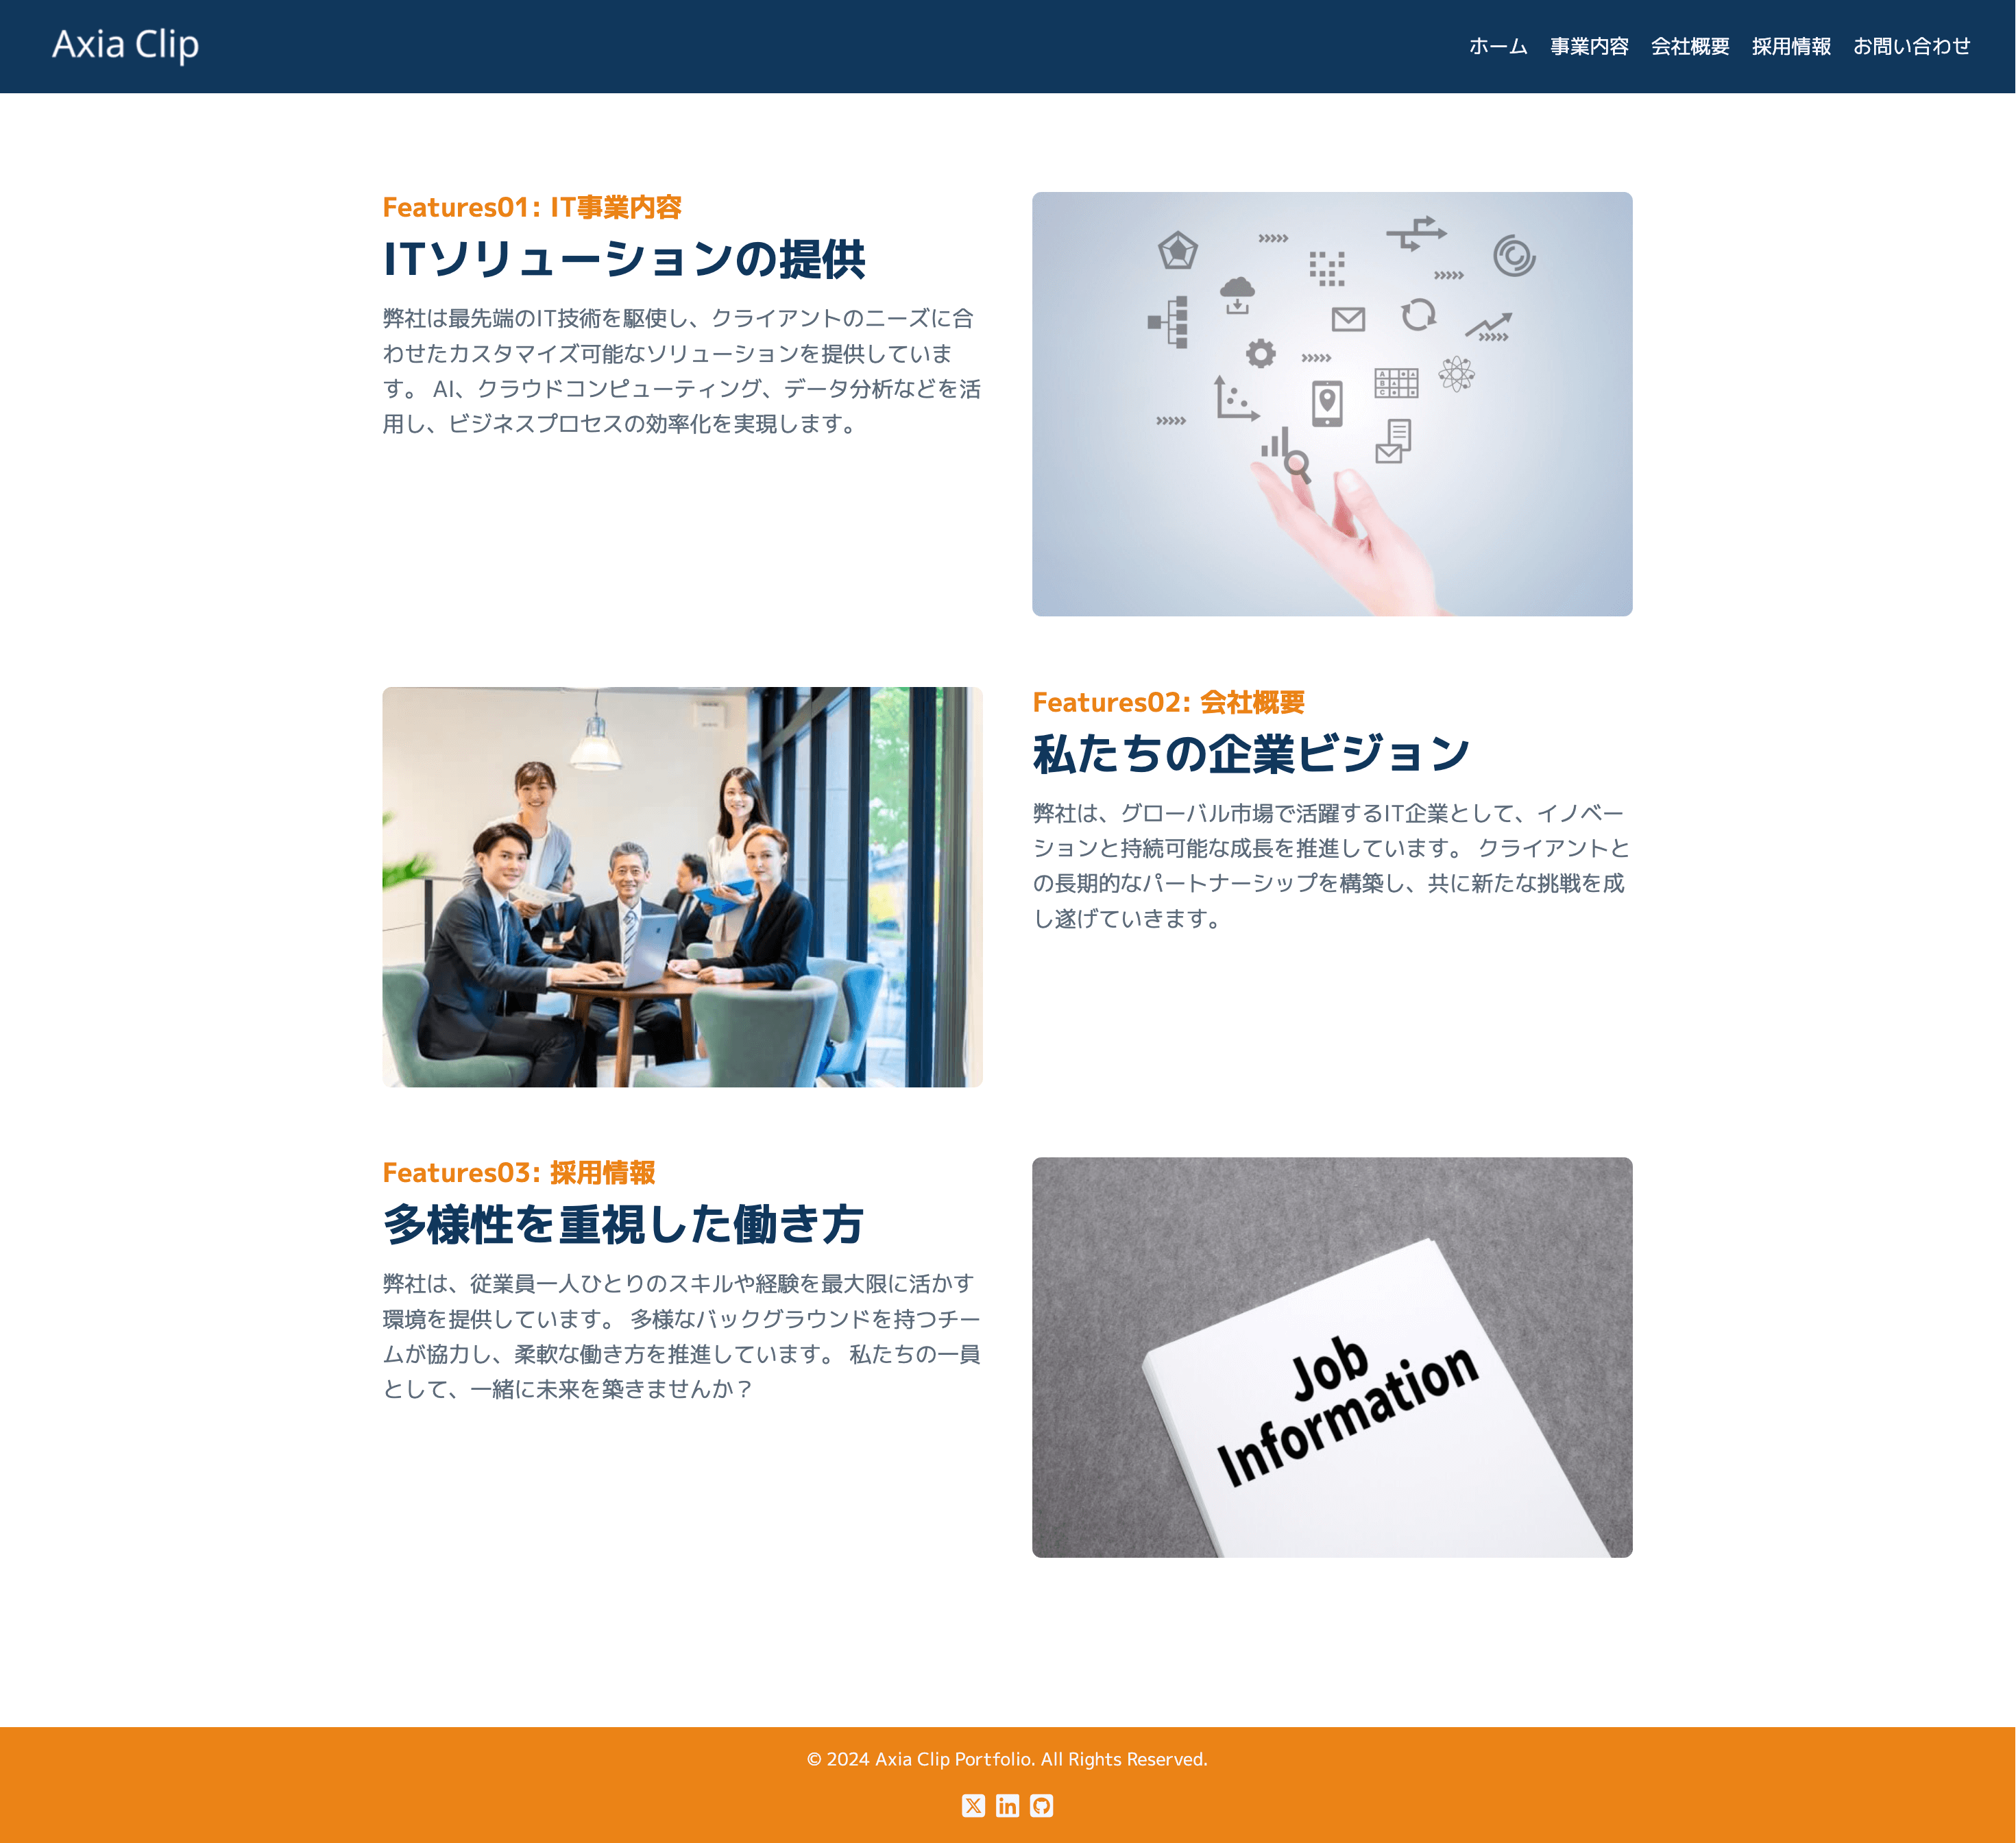 Axia Clip
ホーム 事業内容 会社概要 採用情報 お問い合わせ
Features01: IT事業内容
ITソリューションの提供
弊社は最先端のIT技術を駆使し、クライアントのニーズに合
わせたカスタマイズ可能なソリューションを提供していま
す。 AI、クラウドコンピューティング、データ分析などを活
用し、ビジネスプロセスの効率化を実現します。
A
B
C
Features02: 会社概要
私たちの企業ビジョン
弊社は、グローバル市場で活躍するIT企業として、イノベー
ションと持続可能な成長を推進しています。 クライアントと
の長期的なパートナーシップを構築し、共に新たな挑戦を成
し遂げていきます。
Features03: 採用情報
多様性を重視した働き方
弊社は、従業員一人ひとりのスキルや経験を最大限に活かす
環境を提供しています。 多様なバックグラウンドを持つチー
ムが協力し、柔軟な働き方を推進しています。 私たちの一員
として、一緒に未来を築きませんか？
Job
Information
© 2024 Axia Clip Portfolio. All Rights Reserved.